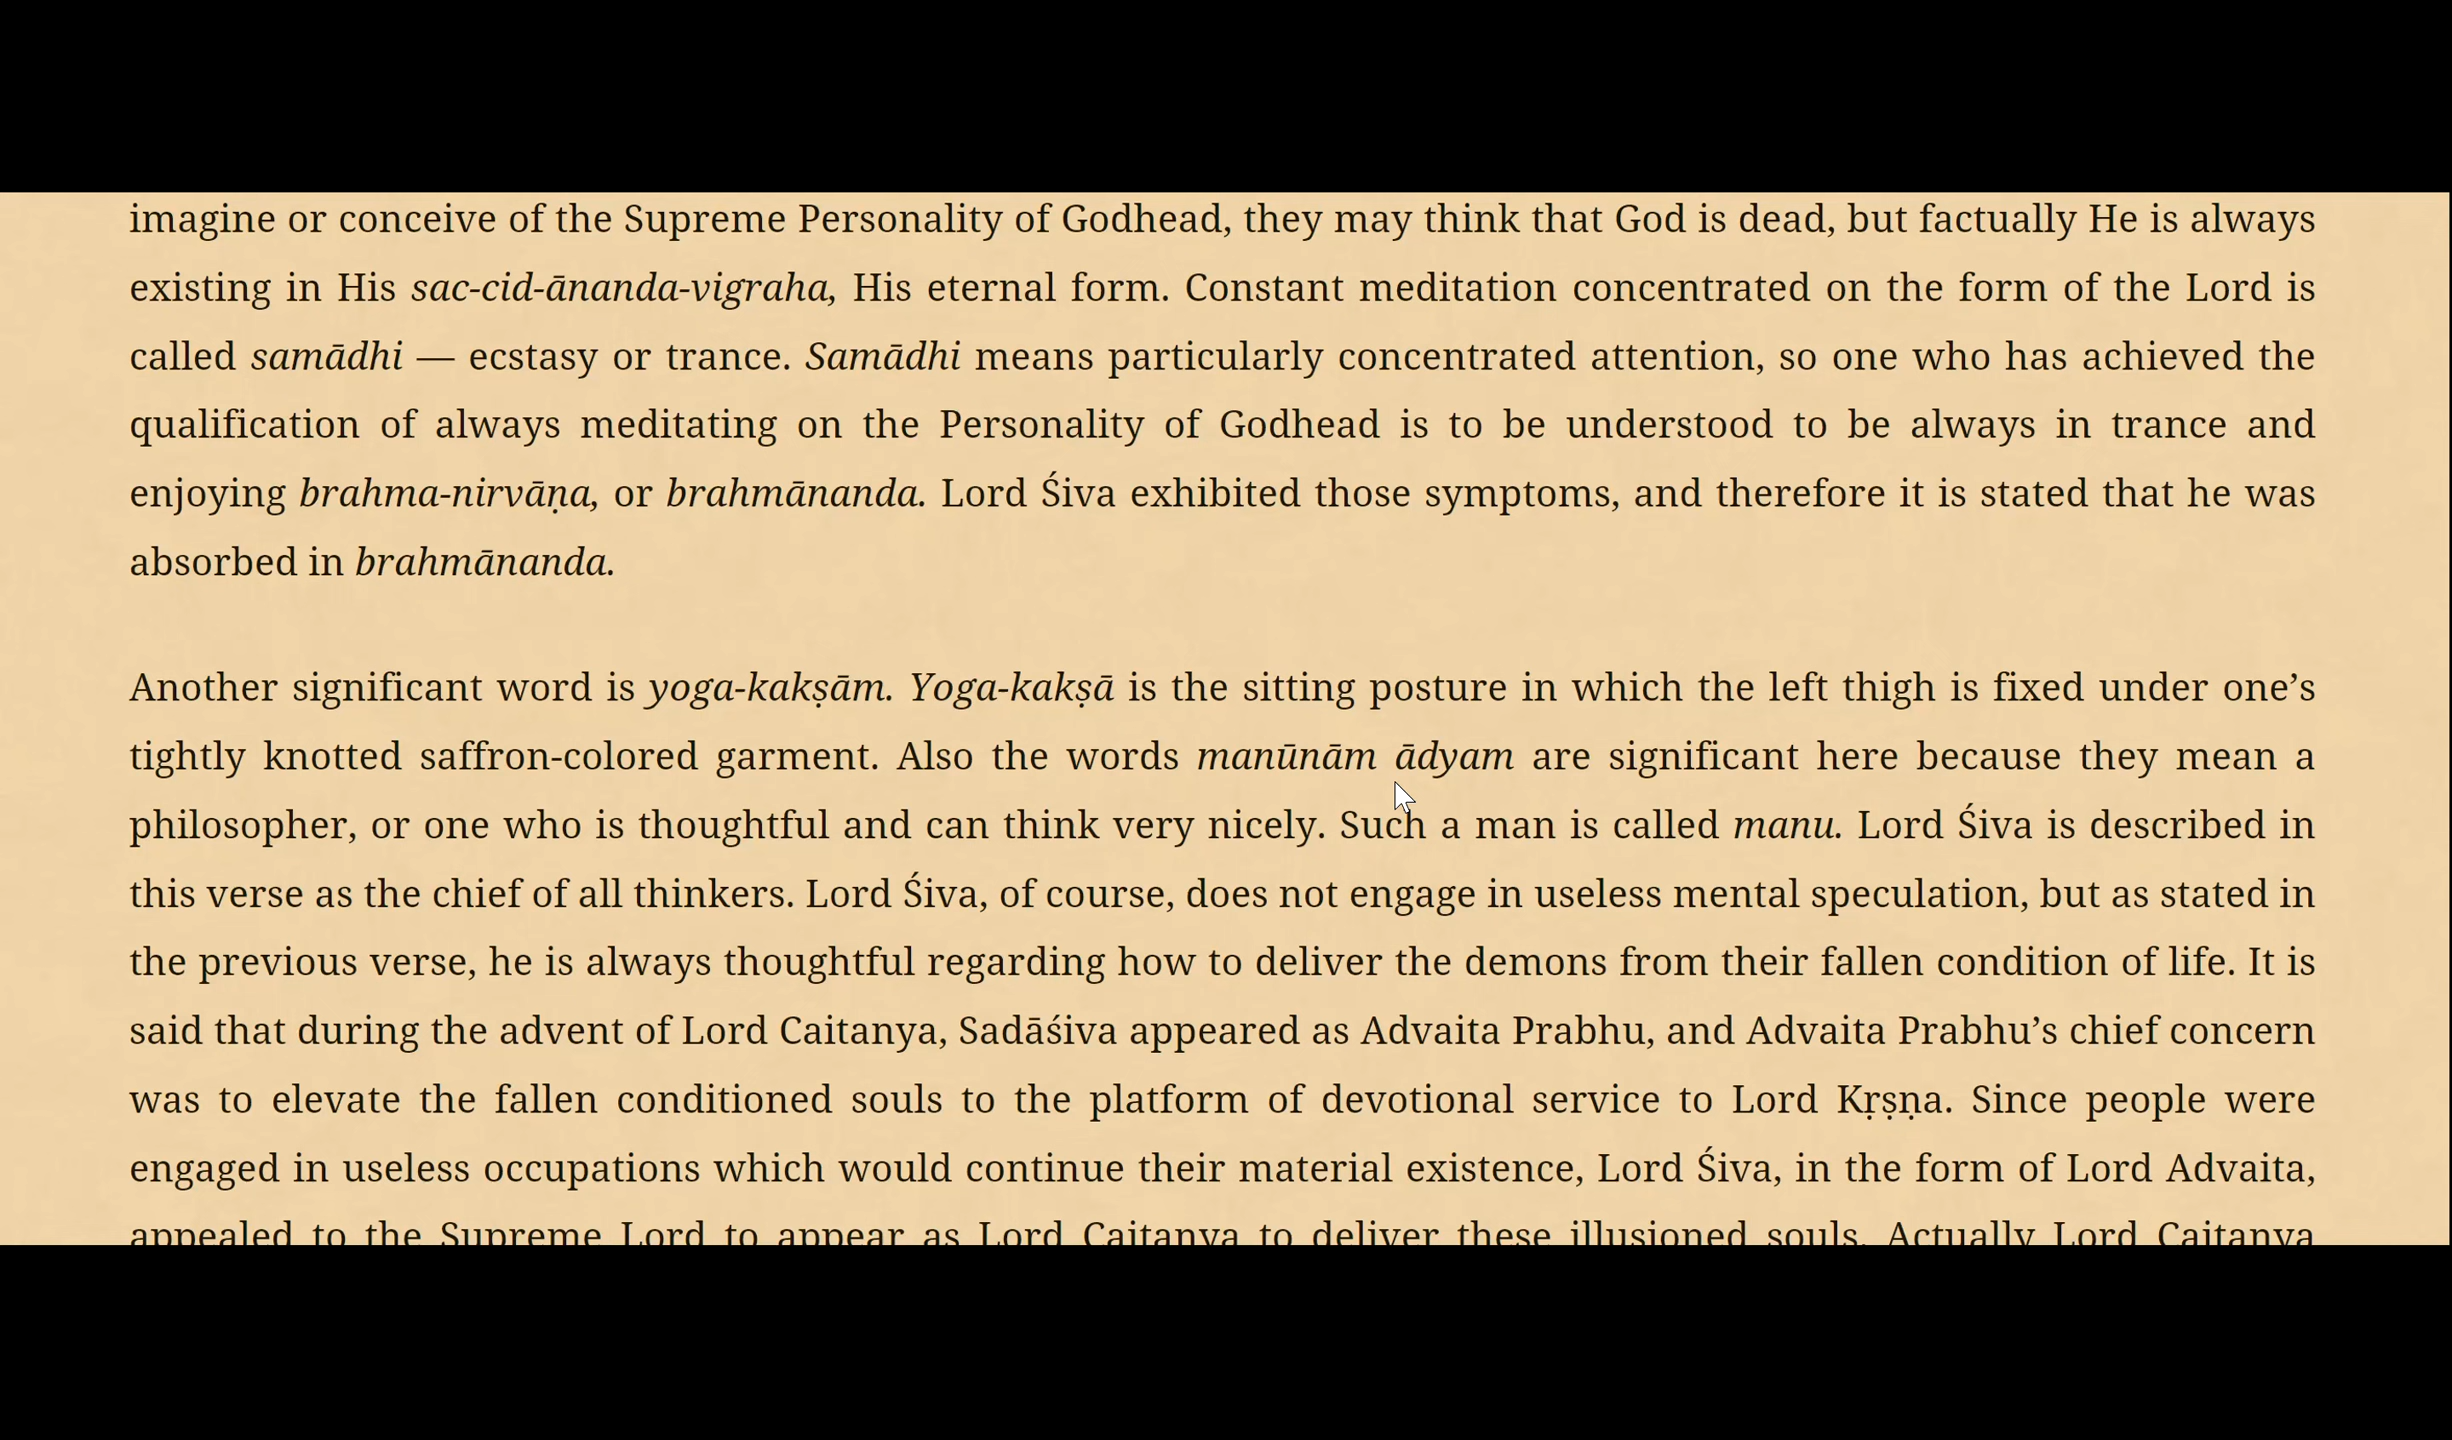 imagine or conceive of the Supreme Personality of Godhead, they may think that God is dead, but factually He is always
existing in His sac-cid-ānanda-vigraha, His eternal form. Constant meditation concentrated on the form of the Lord is
called samādhi — ecstasy or trance. Samādhi means particularly concentrated attention, so one who has achieved the
qualification of always meditating on the Personality of Godhead is to be understood to be always in trance and
enjoying brahma-nirvāṇa, or brahmānanda. Lord Śiva exhibited those symptoms, and therefore it is stated that he was
absorbed in brahmānanda.
Another significant word is yoga-kakṣām. Yoga-kakṣā is the sitting posture in which the left thigh is fixed under one’s
tightly knotted saffron-colored garment. Also the words manūnām ādyam are significant here because they mean a
philosopher, or one who is thoughtful and can think very nicely. Such a man is called manu. Lord Śiva is described in
this verse as the chief of all thinkers. Lord Śiva, of course, does not engage in useless mental speculation, but as stated in
the previous verse, he is always thoughtful regarding how to deliver the demons from their fallen condition of life. It is
said that during the advent of Lord Caitanya, Sadāśiva appeared as Advaita Prabhu, and Advaita Prabhu’s chief concern
was to elevate the fallen conditioned souls to the platform of devotional service to Lord Kṛṣṇa. Since people were
engaged in useless occupations which would continue their material existence, Lord Śiva, in the form of Lord Advaita,
appealed to the Supreme Lord to appear as Lord Caitanya to deliver these illusioned souls. Actually Lord Caitanya